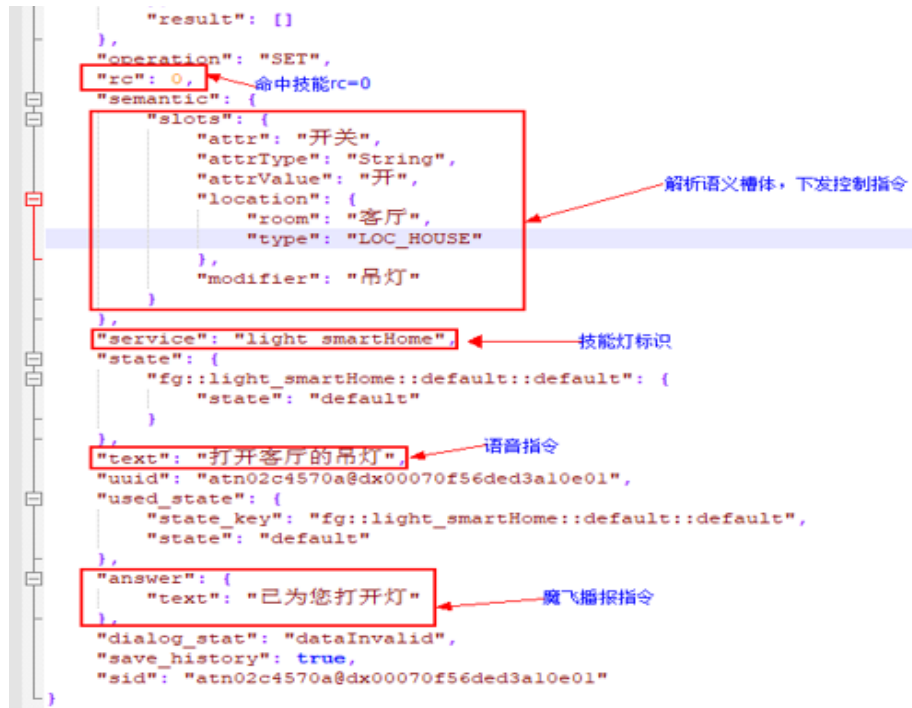 "result": []
},
"operation": "SET",
"rc": 0,
命中技能rc=0
"semantic": {
"slots": {
"attr": "开关",
"attrType": "String",
"attrValue": "开",
解析语义槽体，下发控制指令
"location": {
"room": "客厅",
"type": "LOC_HOUSE"
},
"modifier": "吊灯"
}
},
"service": "light_smartHome",
技能灯标识
"state": {
"fg::light_smartHome::default::default": {
"state": "default"
}
},
语音指令
"text": "打开客厅的吊灯",
"uuid": "atn02c4570a@dx00070f56ded3a10e01",
"used_state": {
"state_key": "fg::light_smartHome::default::default",
"state": "default"
},
"answer": {
"text": "已为您打开灯"
魔飞播报指令
},
"dialog_stat": "dataInvalid",
"save_history": true,
"sid": "atn02c4570a@dx00070f56ded3a10e01"
}